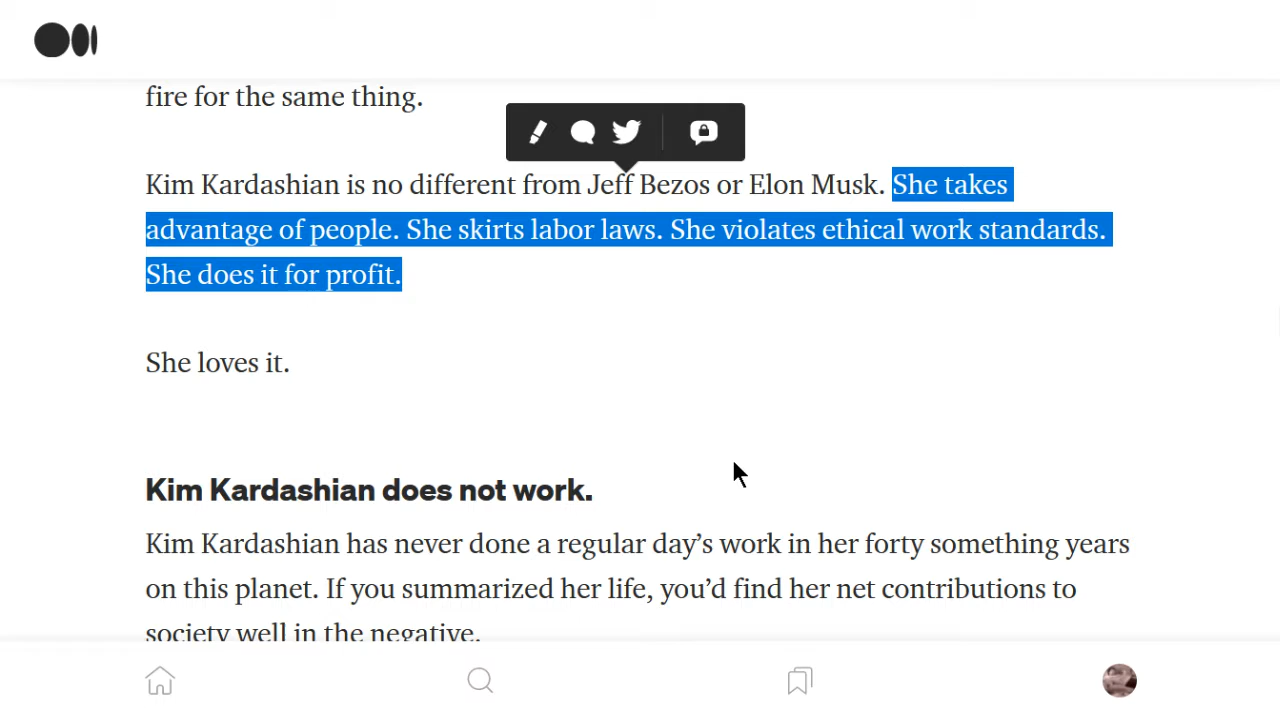 fire for the same thing.
Kim Kardashian is no different from Jeff Bezos or Elon Musk. She takes
advantage of people. She skirts labor laws. She violates ethical work standards.
She does it for profit.
She loves it.
Kim Kardashian does not work.
Kim Kardashian has never done a regular day’s work in her forty something years
on this planet. If you summarized her life, you’d find her net contributions to
society well in the negative.